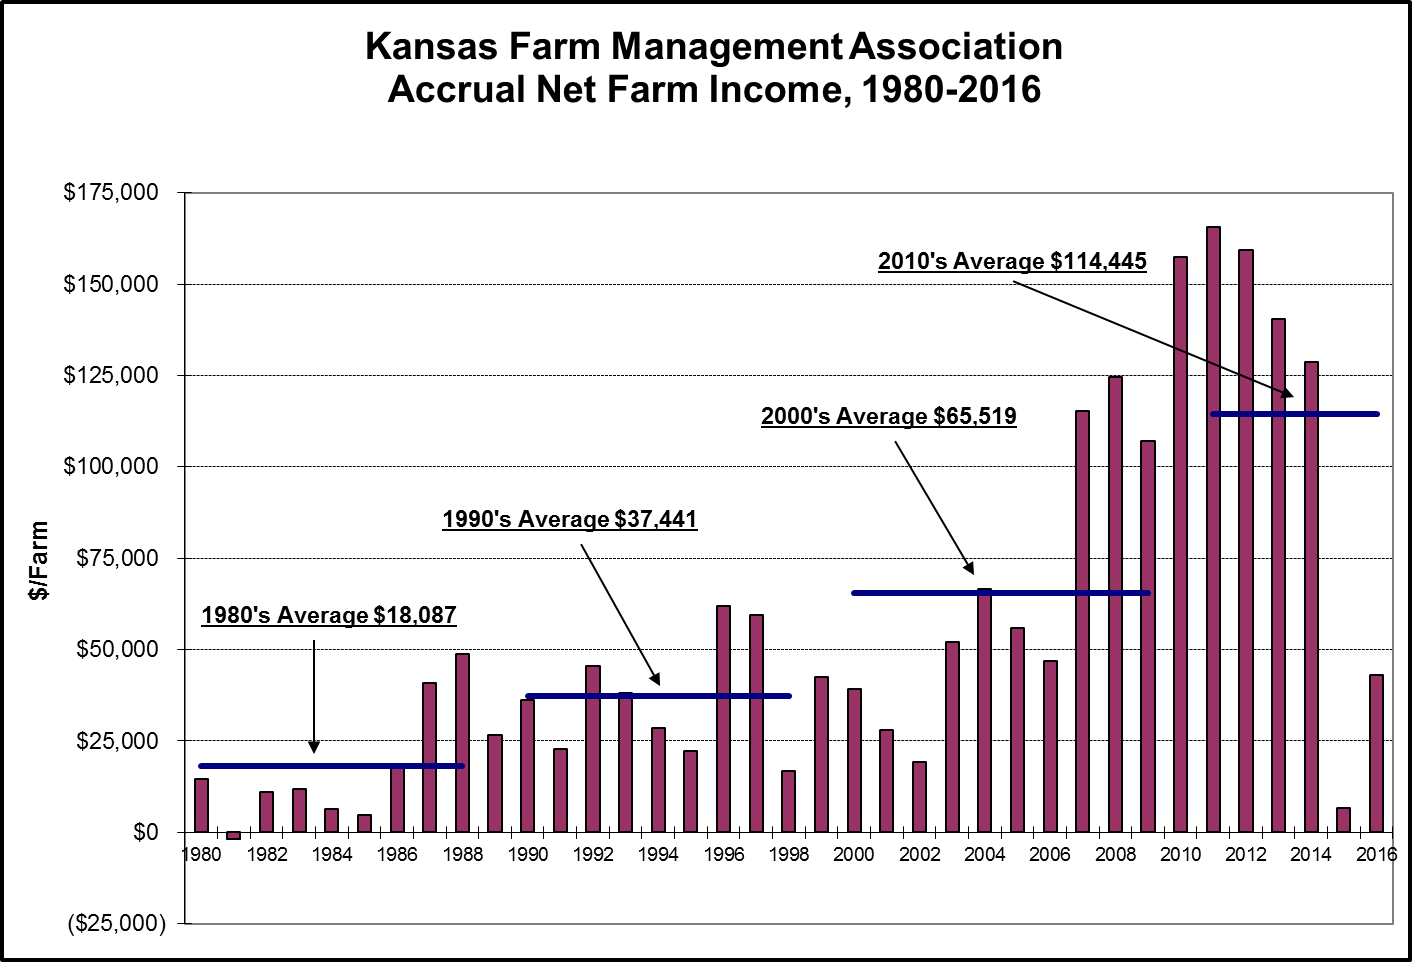 Kansas Farm Management Association
Accrual Net Farm Income, 1980-2016
$175,000
$150,000
$125,000
$100,000
$75,000
$50,000
$25,000
$0
($25,000)
$/Farm
2010's Average $114,445
2000's Average $65,519
1990's Average $37,441
1980's Average $18,087
1980 1982 1984 1986 1988 1990 1992 1994 1996 1998 2000 2002 2004 2006 2008 2010 2012 2014 2016